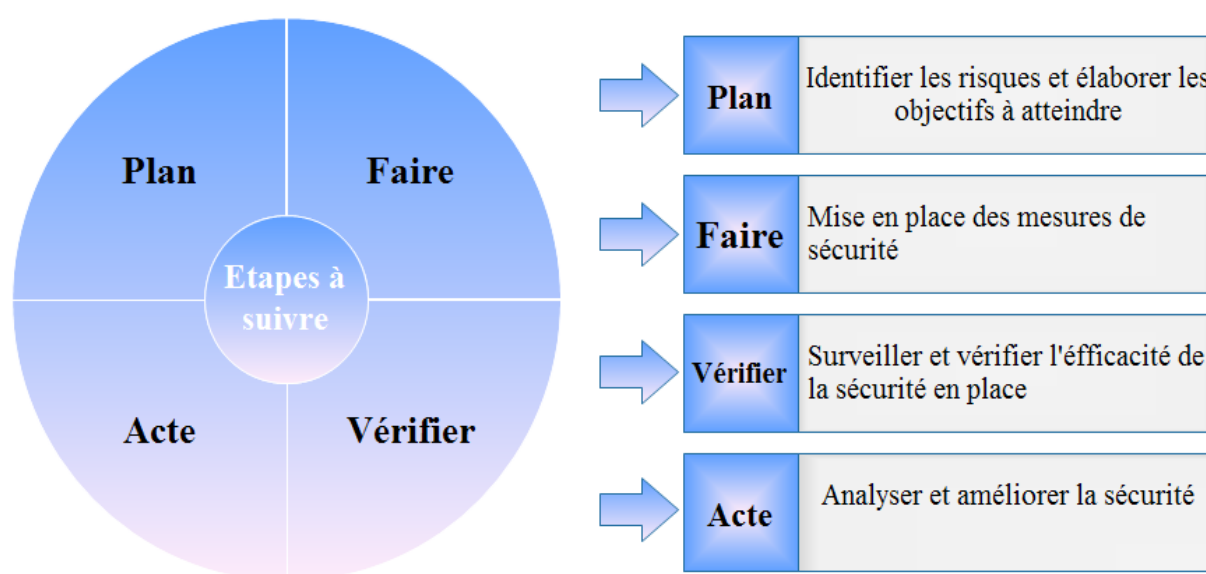 Plan
Faire
Etapes à
suivre
Acte
Vérifier
Plan
Identifier les risques et élaborer les
objectifs à atteindre
Faire
Mise en place des mesures de
sécurité
Vérifier
Surveiller et vérifier l'éfficacité de
la sécurité en place
Acte
Analyser et améliorer la sécurité